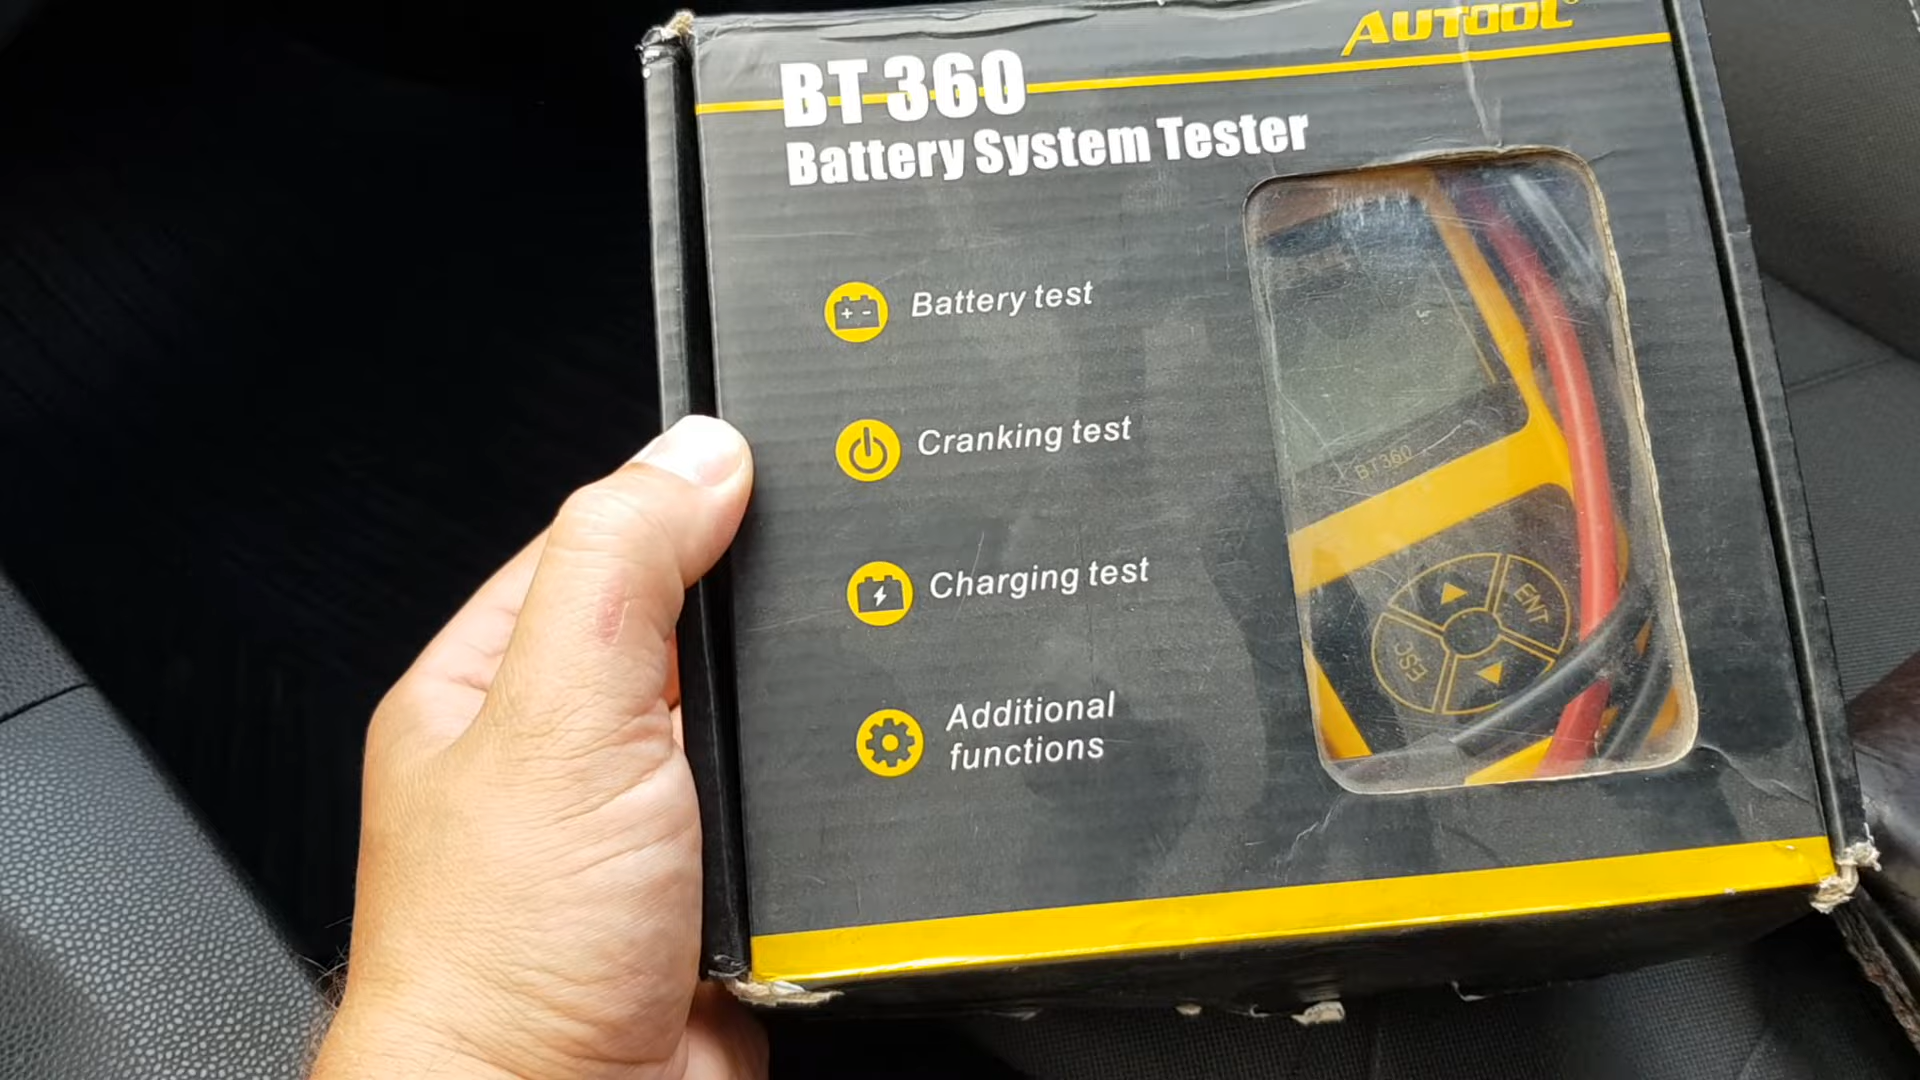 AUTOOL®
BT 360
Battery System Tester
Battery test
Cranking test
Charging test
Additional
functions
BT360
ENT
ESC